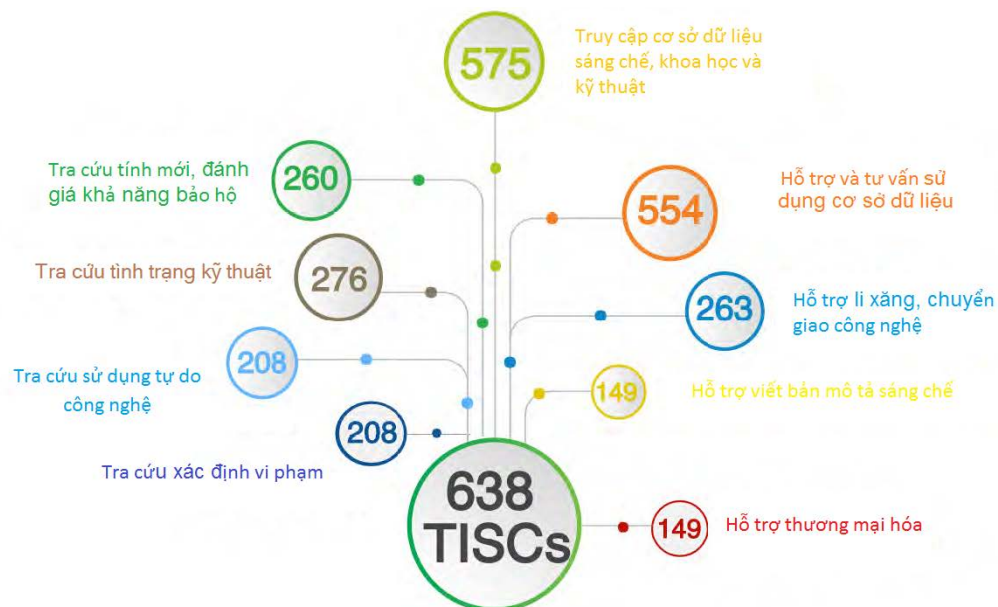 575
Truy cập cơ sở dữ liệu
sáng chế, khoa học và
kỹ thuật
Tra cứu tính mới, đánh
giá khả năng bảo hộ
260
554
Hỗ trợ và tư vấn sử
dụng cơ sở dữ liệu
Tra cứu tình trạng kỹ thuật
276
263
Hỗ trợ li xăng, chuyển
giao công nghệ
Tra cứu sử dụng tự do
công nghệ
208
149
Hỗ trợ viết bản mô tả sáng chế
Tra cứu xác định vi phạm
208
638
TISCs
149
Hỗ trợ thương mại hóa